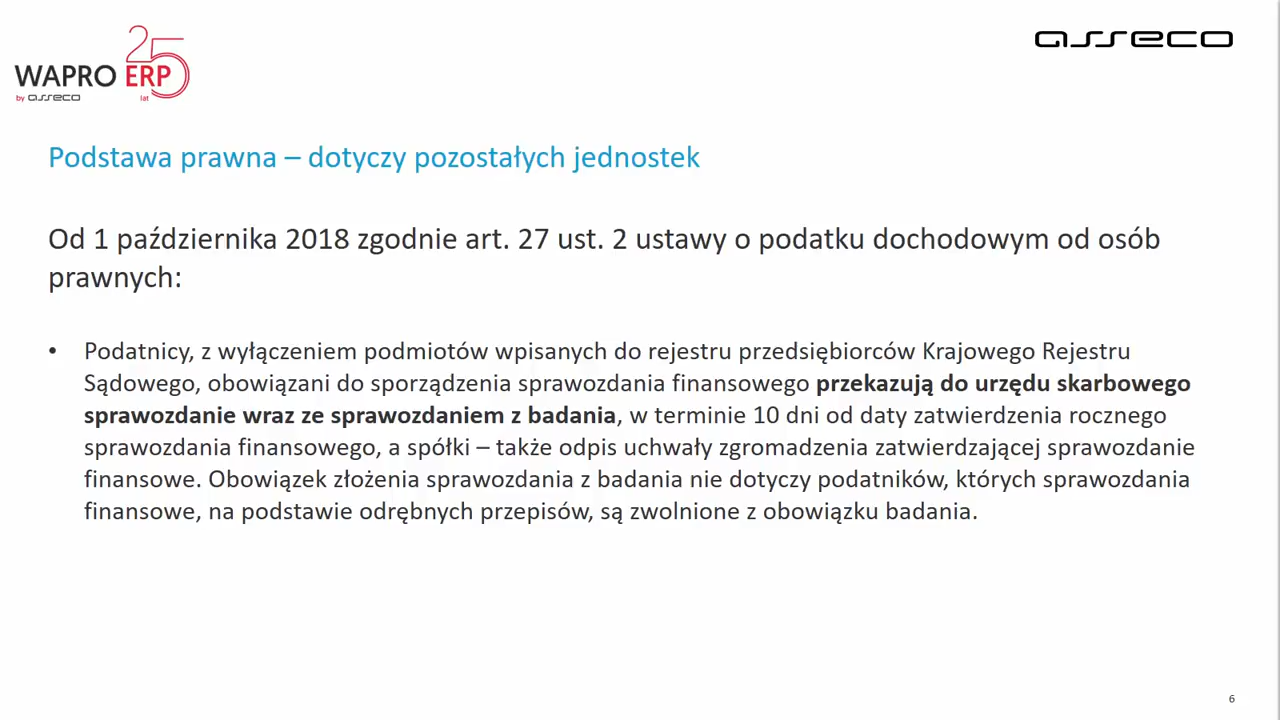 25
WAPRO ERP
by asseco lat
asseco
Podstawa prawna – dotyczy pozostałych jednostek
Od 1 października 2018 zgodnie art. 27 ust. 2 ustawy o podatku dochodowym od osób
prawnych:
• Podatnicy, z wyłączeniem podmiotów wpisanych do rejestru przedsiębiorców Krajowego Rejestru
Sądowego, obowiązani do sporządzenia sprawozdania finansowego przekazują do urzędu skarbowego
sprawozdanie wraz ze sprawozdaniem z badania, w terminie 10 dni od daty zatwierdzenia rocznego
sprawozdania finansowego, a spółki – także odpis uchwały zgromadzenia zatwierdzającej sprawozdanie
finansowe. Obowiązek złożenia sprawozdania z badania nie dotyczy podatników, których sprawozdania
finansowe, na podstawie odrębnych przepisów, są zwolnione z obowiązku badania.
6